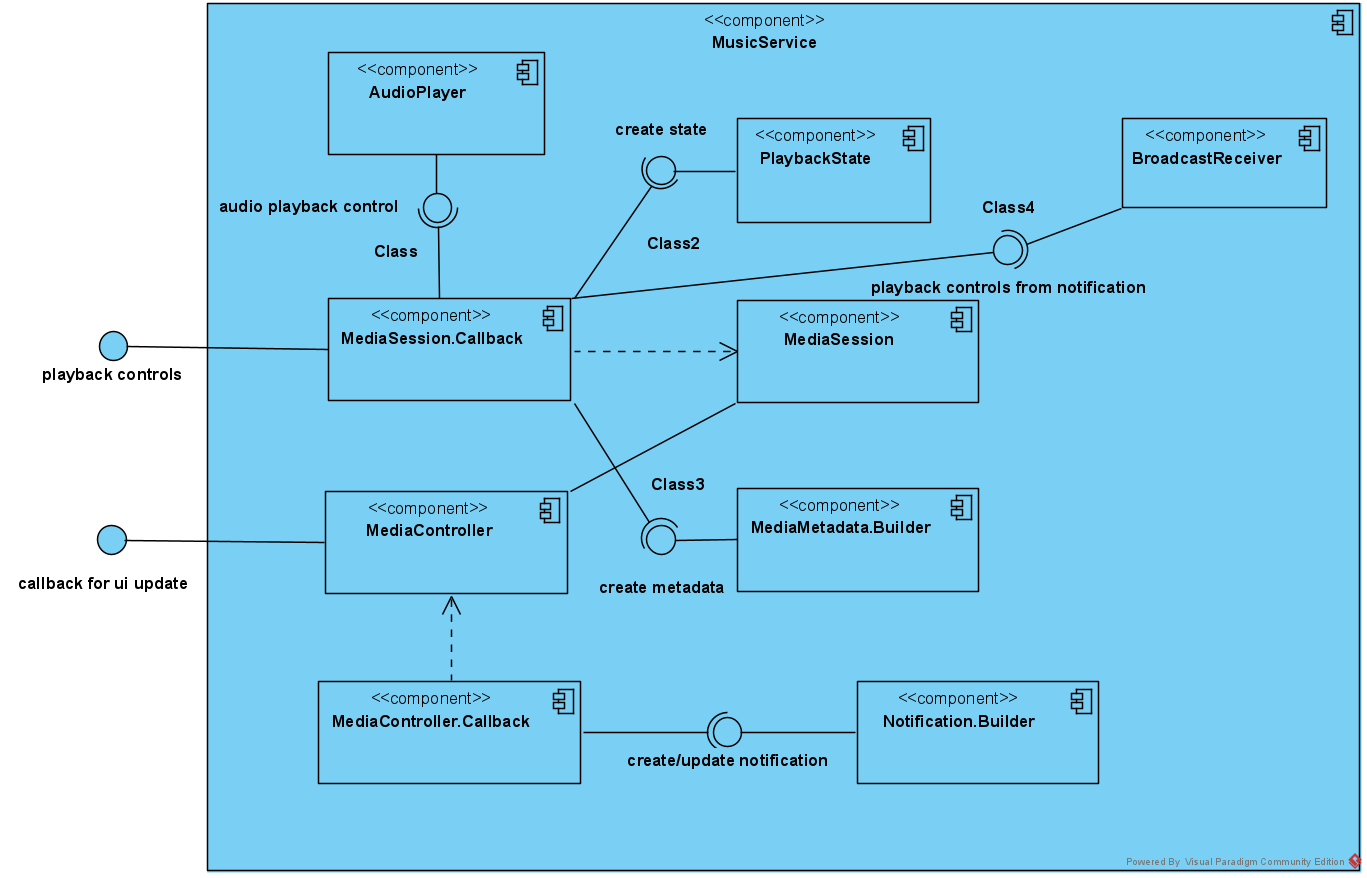 <<component>>
MusicService
<<component>>
AudioPlayer
create state
<<component>>
PlaybackState
<<component>>
BroadcastReceiver
audio playback control
Class
Class2
Class4
playback controls from notification
<<component>>
MediaSession.Callback
<<component>>
MediaSession
playback controls
Class3
<<component>>
MediaController
<<component>>
MediaMetadata.Builder
callback for ui update
create metadata
<<component>>
MediaController.Callback
<<component>>
Notification.Builder
create/update notification
Powered By Visual Paradigm Community Edition